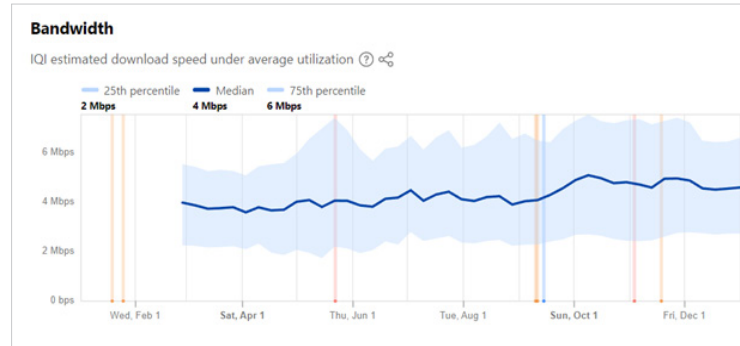 Bandwidth
IQI estimated download speed under average utilization ?
25th percentile Median 75th percentile
2 Mbps 4 Mbps 6 Mbps
6 Mbps
4 Mbps
2 Mbps
0 bps
Wed, Feb 1 Sat, Apr 1 Thu, Jun 1 Tue, Aug 1 Sun, Oct 1 Fri, Dec 1